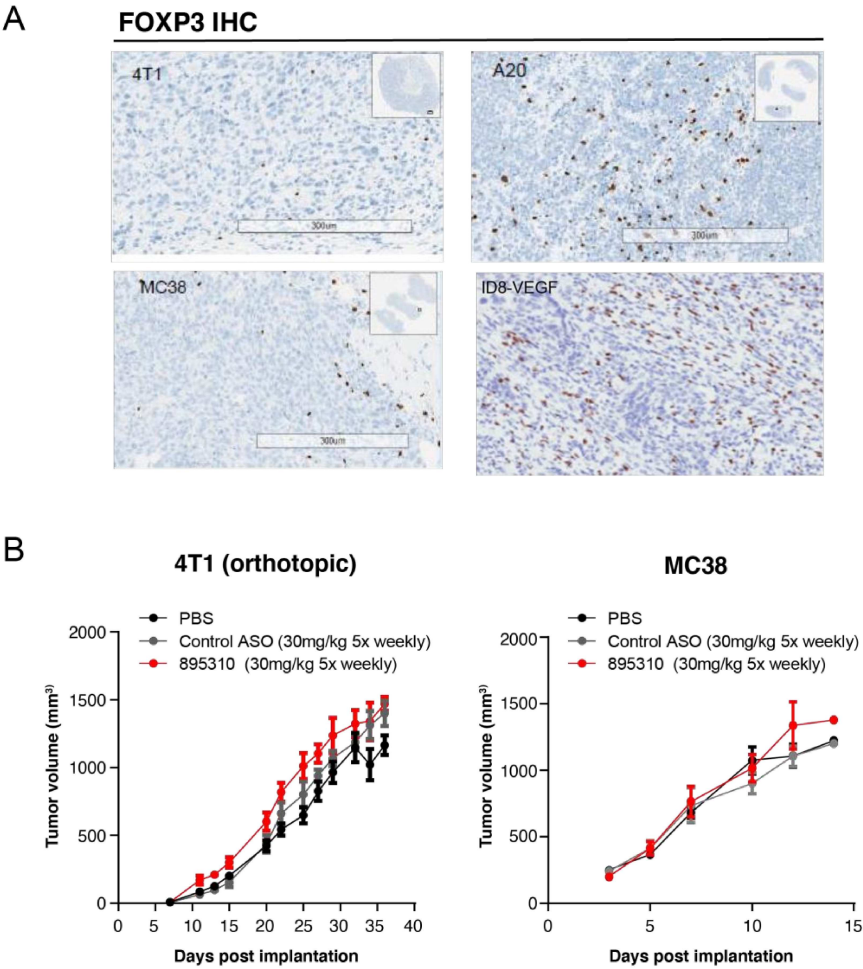 A
FOXP3 IHC
4T1
300um
A20
300um
MC38
300um
ID8-VEGF
B
4T1 (orthotopic)
PBS
Control ASO (30mg/kg 5x weekly)
895310 (30mg/kg 5x weekly)
Tumor volume (mm3)
2000
1500
1000
500
0
0 5 10 15 20 25 30 35 40
Days post implantation
MC38
PBS
Control ASO (30mg/kg 5x weekly)
895310 (30mg/kg 5x weekly)
Tumor volume (mm3)
2000
1500
1000
500
0
0 5 10 15
Days post implantation